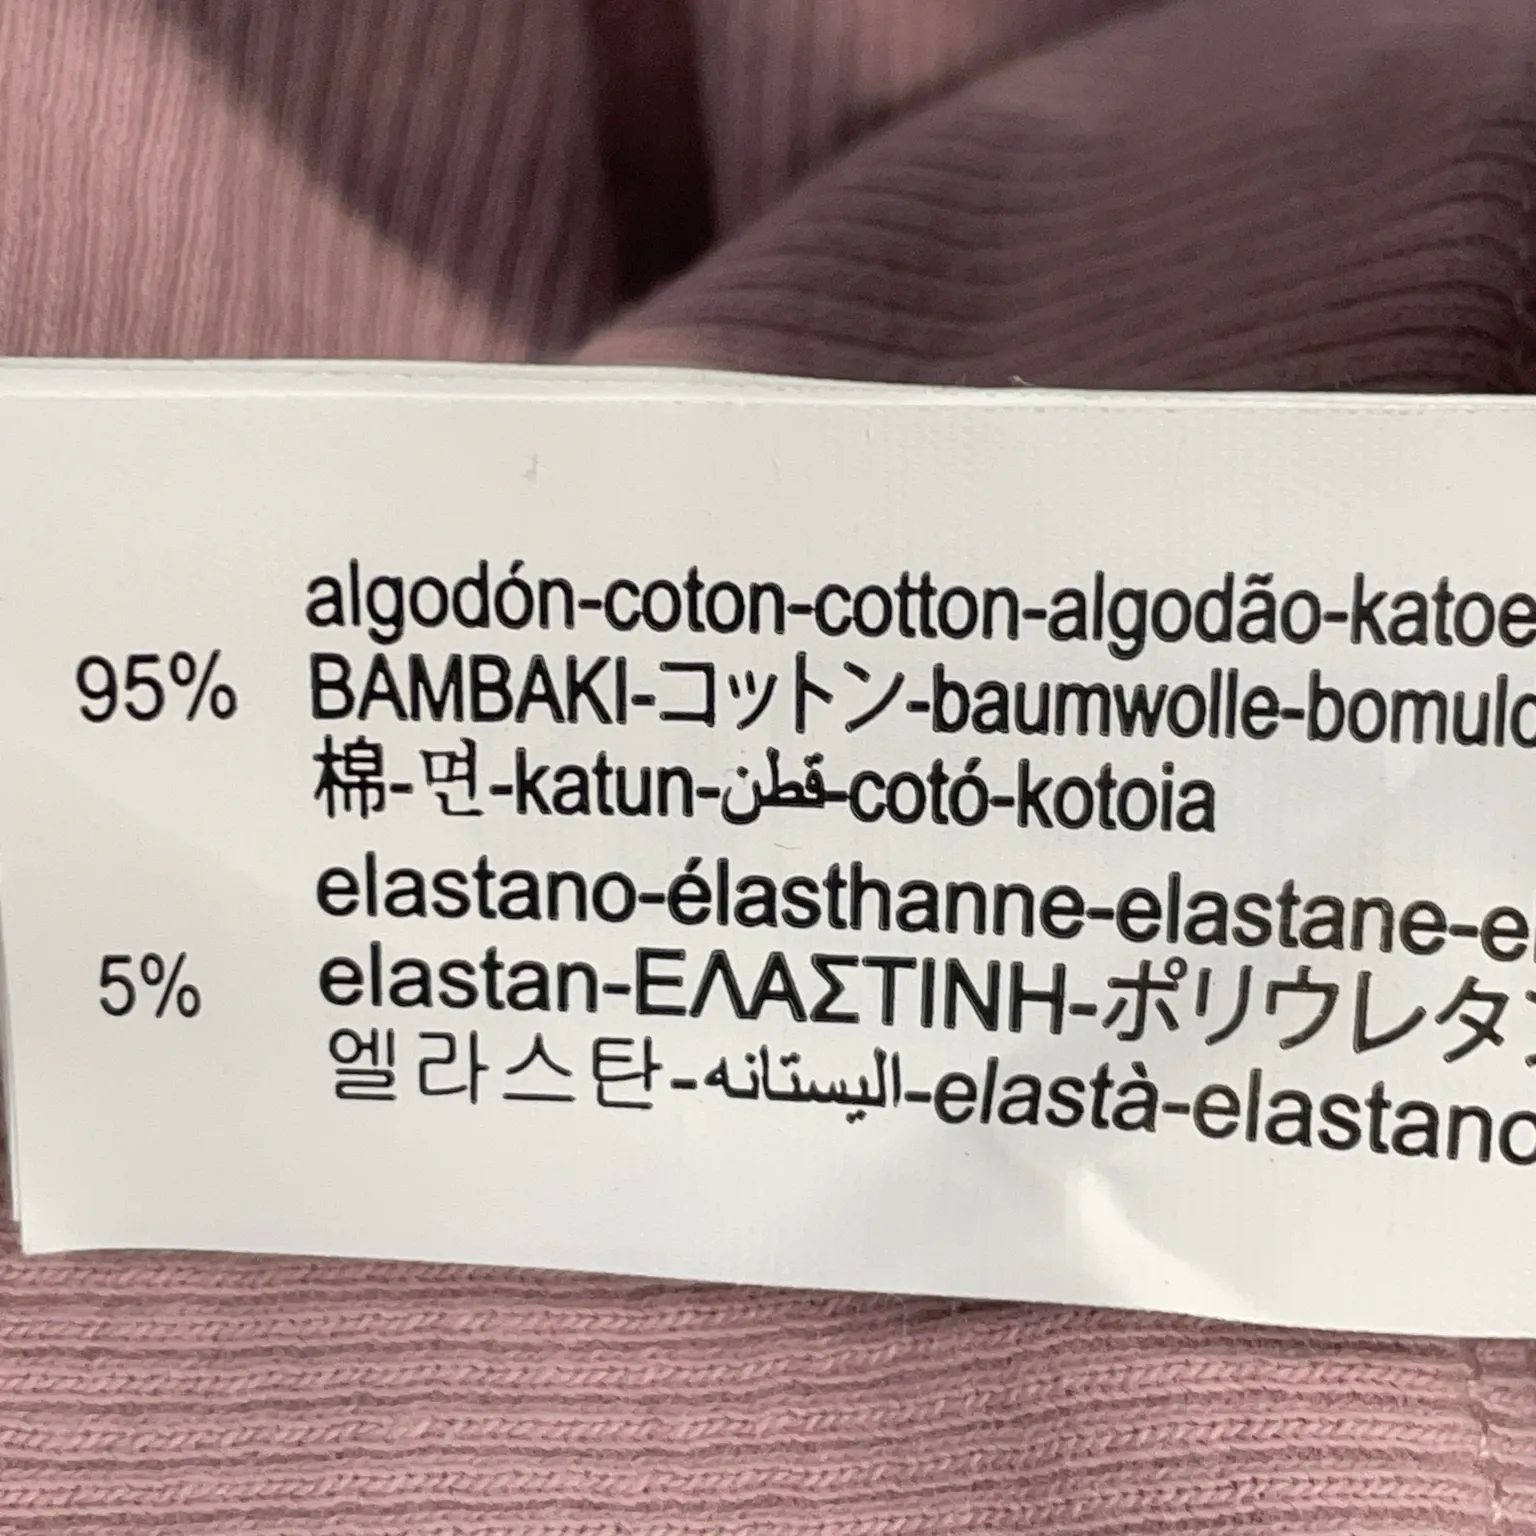 95% algodón-coton-cotton-algodão-katoe
BAMBAKI-コットン-baumwolle-bomul
棉-면-katun-قطن-cotó-kotoia
5% elastano-élasthanne-elastane-e
elastan-ΕΛΑΣΤΙΝΗ-ポリウレタ
엘라스탄-اليستانه-elastà-elastano